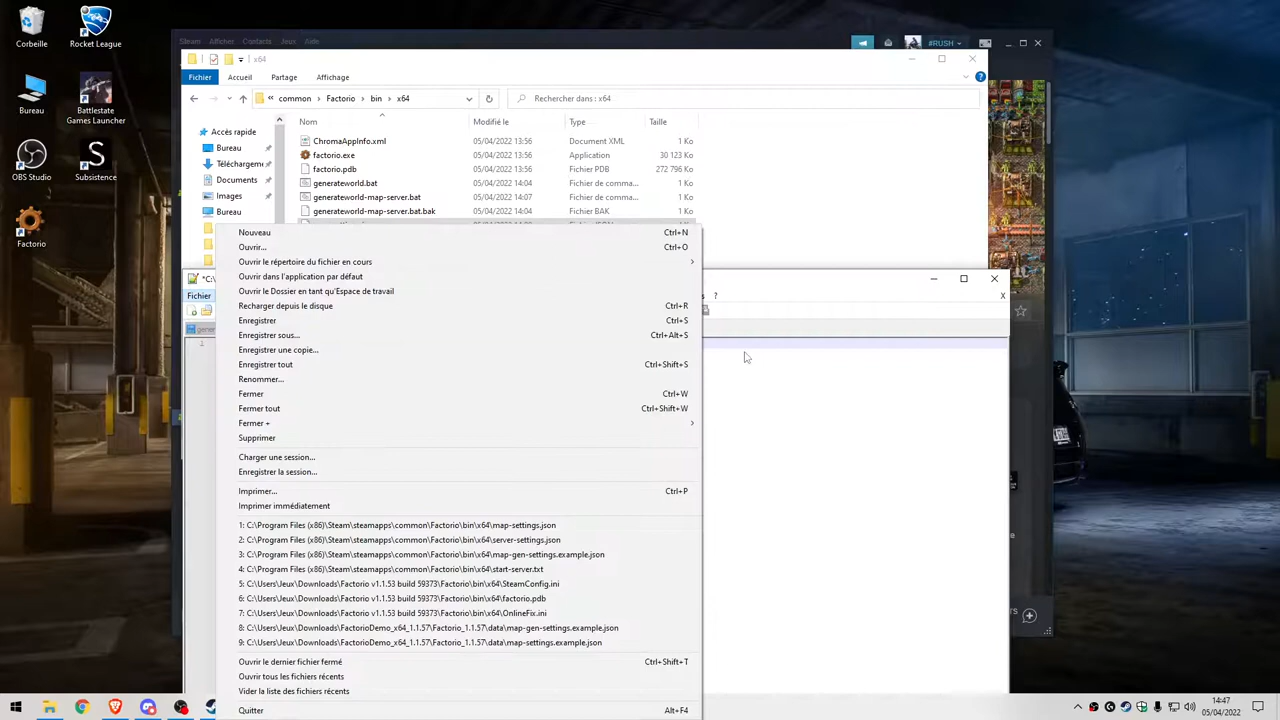 Corbeille
Rocket League
Bureau
Battlestate
Games Launcher
OBS Studio
Subsistence
Factorio
Steam Afficher Contacts Jeux Aide
#RUSH
x64
Fichier Accueil Partage Affichage
« common > Factorio > bin > x64
Rechercher dans : x64
Nom Modifié le Type Taille
Accès rapide
Bureau
Téléchargeme
Documents
Images
Bureau
ChromaAppInfo.xml 05/04/2022 13:56 Document XML 1 Ko
factorio.exe 05/04/2022 13:56 Application 30 123 Ko
factorio.pdb 05/04/2022 13:56 Fichier PDB 272 796 Ko
generateworld.bat 05/04/2022 14:04 Fichier de comma... 1 Ko
generateworld-map-server.bat 05/04/2022 14:07 Fichier de comma... 1 Ko
generateworld-map-server.bat.bak 05/04/2022 14:04 Fichier BAK 1 Ko
*C:\
Fichier
s ? X
gener
1
Nouveau Ctrl+N
Ouvrir... Ctrl+O
Ouvrir le répertoire du fichier en cours >
Ouvrir dans l'application par défaut
Ouvrir le Dossier en tant qu'Espace de travail
Recharger depuis le disque Ctrl+R
Enregistrer Ctrl+S
Enregistrer sous... Ctrl+Alt+S
Enregistrer une copie...
Enregistrer tout Ctrl+Shift+S
Renommer...
Fermer Ctrl+W
Fermer tout Ctrl+Shift+W
Fermer + >
Supprimer
Charger une session...
Enregistrer la session...
Imprimer... Ctrl+P
Imprimer immédiatement
1: C:\Program Files (x86)\Steam\steamapps\common\Factorio\bin\x64\map-settings.json
2: C:\Program Files (x86)\Steam\steamapps\common\Factorio\bin\x64\server-settings.json
3: C:\Program Files (x86)\Steam\steamapps\common\Factorio\bin\x64\map-gen-settings.example.json
4: C:\Program Files (x86)\Steam\steamapps\common\Factorio\bin\x64\start-server.txt
5: C:\Users\Jeux\Downloads\Factorio v1.1.53 build 59373\Factorio\bin\x64\SteamConfig.ini
6: C:\Users\Jeux\Downloads\Factorio v1.1.53 build 59373\Factorio\bin\x64\factorio.pdb
7: C:\Users\Jeux\Downloads\Factorio v1.1.53 build 59373\Factorio\bin\x64\OnlineFix.ini
8: C:\Users\Jeux\Downloads\FactorioDemo_x64_1.1.57\Factorio_1.1.57\data\map-gen-settings.example.json
9: C:\Users\Jeux\Downloads\FactorioDemo_x64_1.1.57\Factorio_1.1.57\data\map-settings.example.json
Ouvrir le dernier fichier fermé Ctrl+Shift+T
Ouvrir tous les fichiers récents
Vider la liste des fichiers récents
Quitter Alt+F4
14:47
05/04/2022